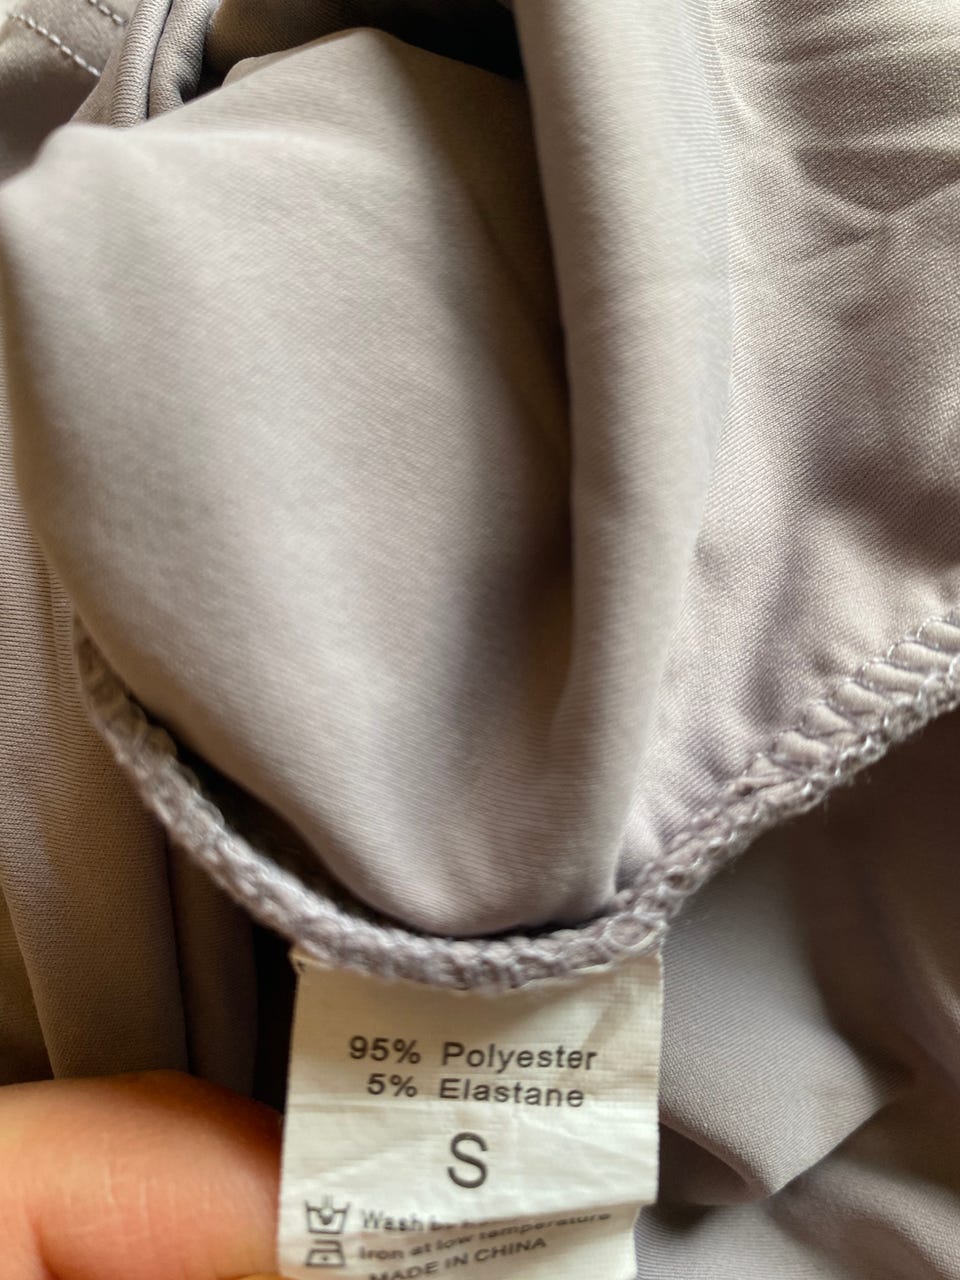 95% Polyester
5% Elastane
S
Wash
Iron at low temperature
MADE IN CHINA